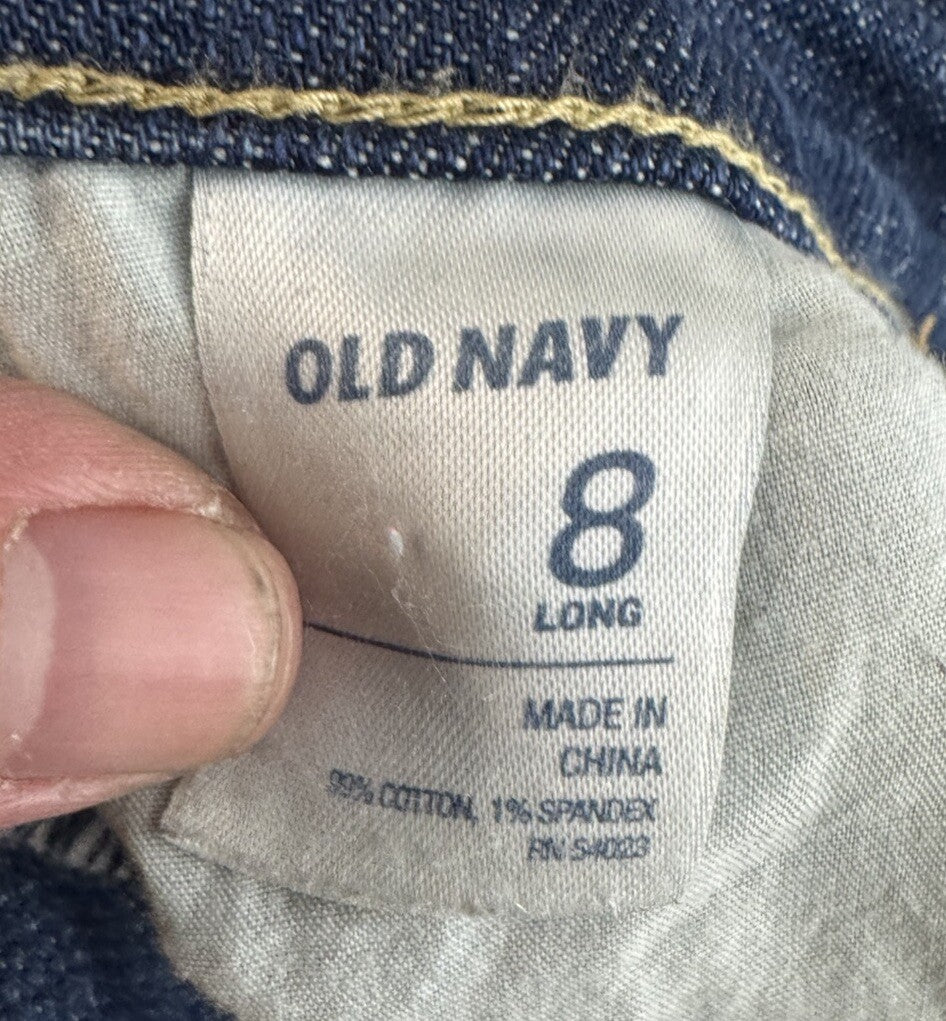 OLD NAVY
8
LONG
MADE IN
CHINA
99% COTTON, 1% SPANDEX
RN 54023